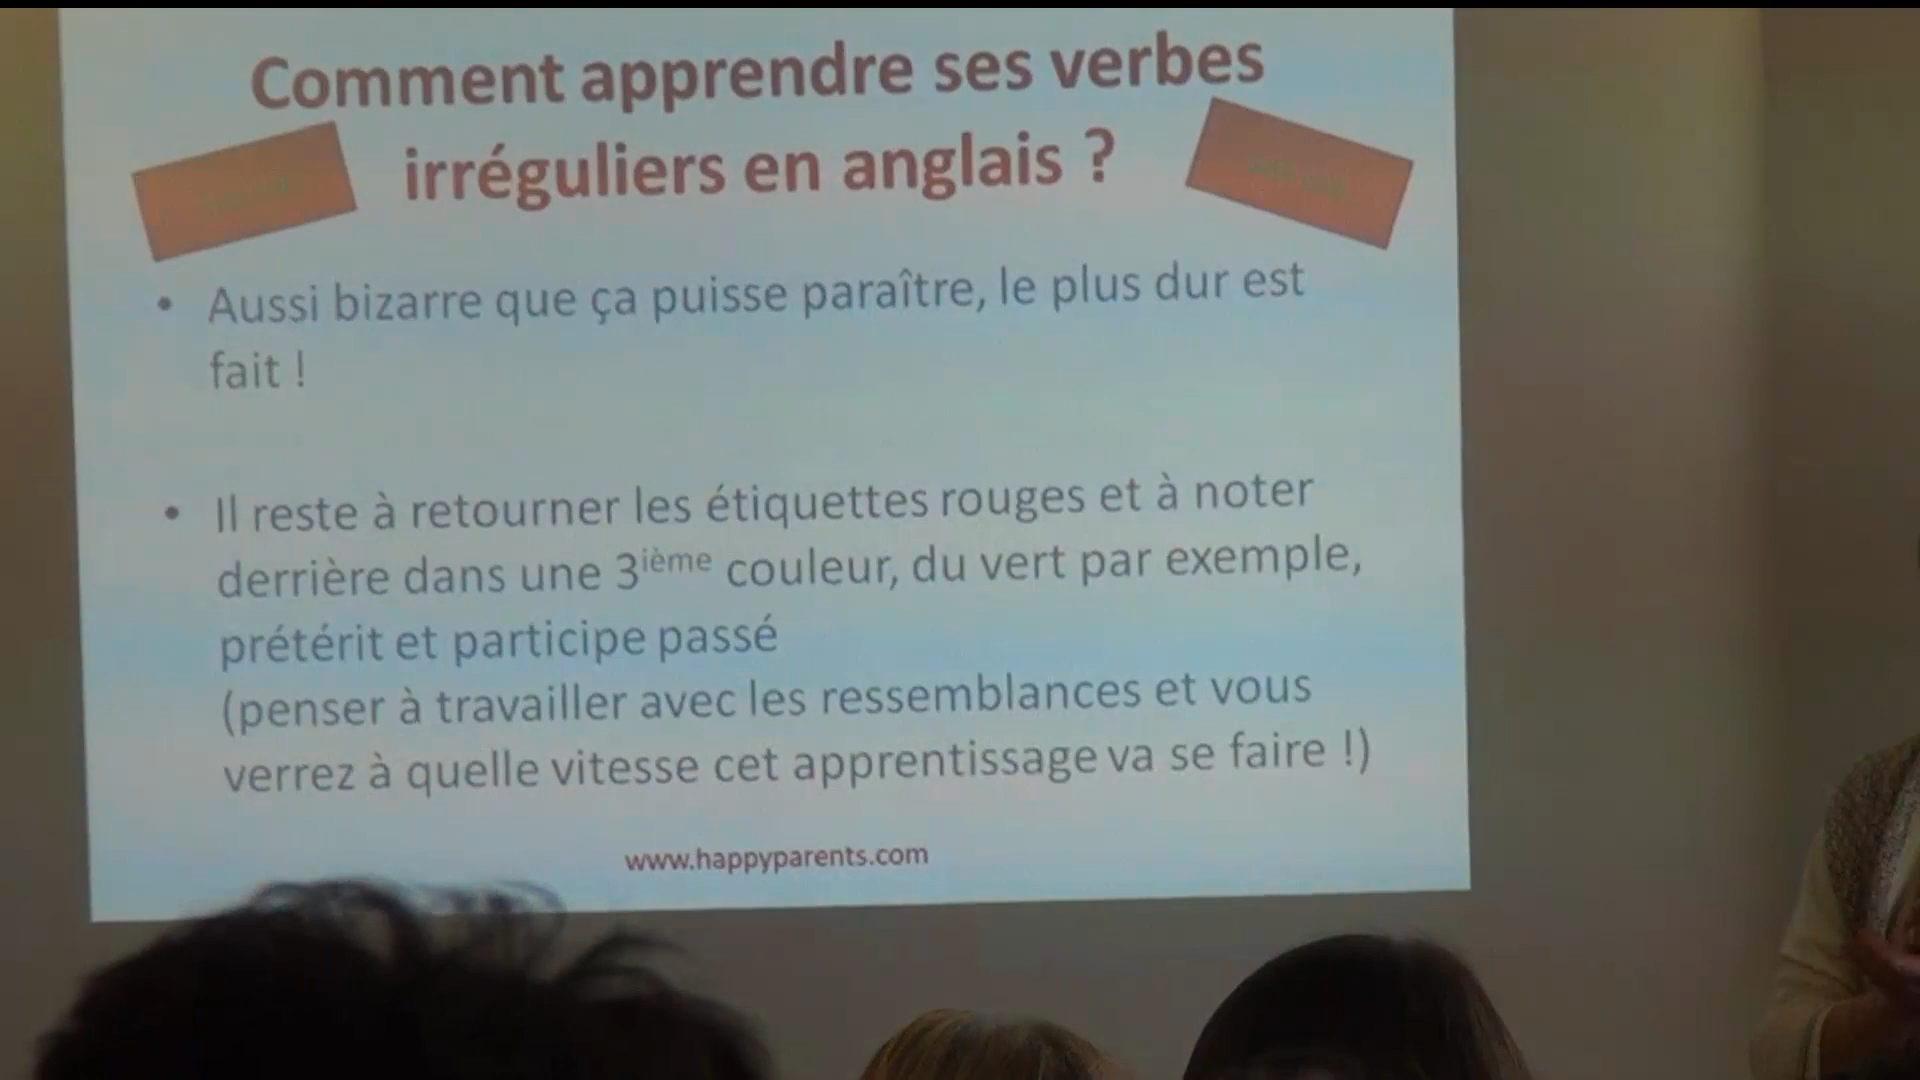 Comment apprendre ses verbes
irréguliers en anglais ?
• Aussi bizarre que ça puisse paraître, le plus dur est
fait !
• Il reste à retourner les étiquettes rouges et à noter
derrière dans une 3ième couleur, du vert par exemple,
prétérit et participe passé
(penser à travailler avec les ressemblances et vous
verrez à quelle vitesse cet apprentissage va se faire !)
www.happyparents.com